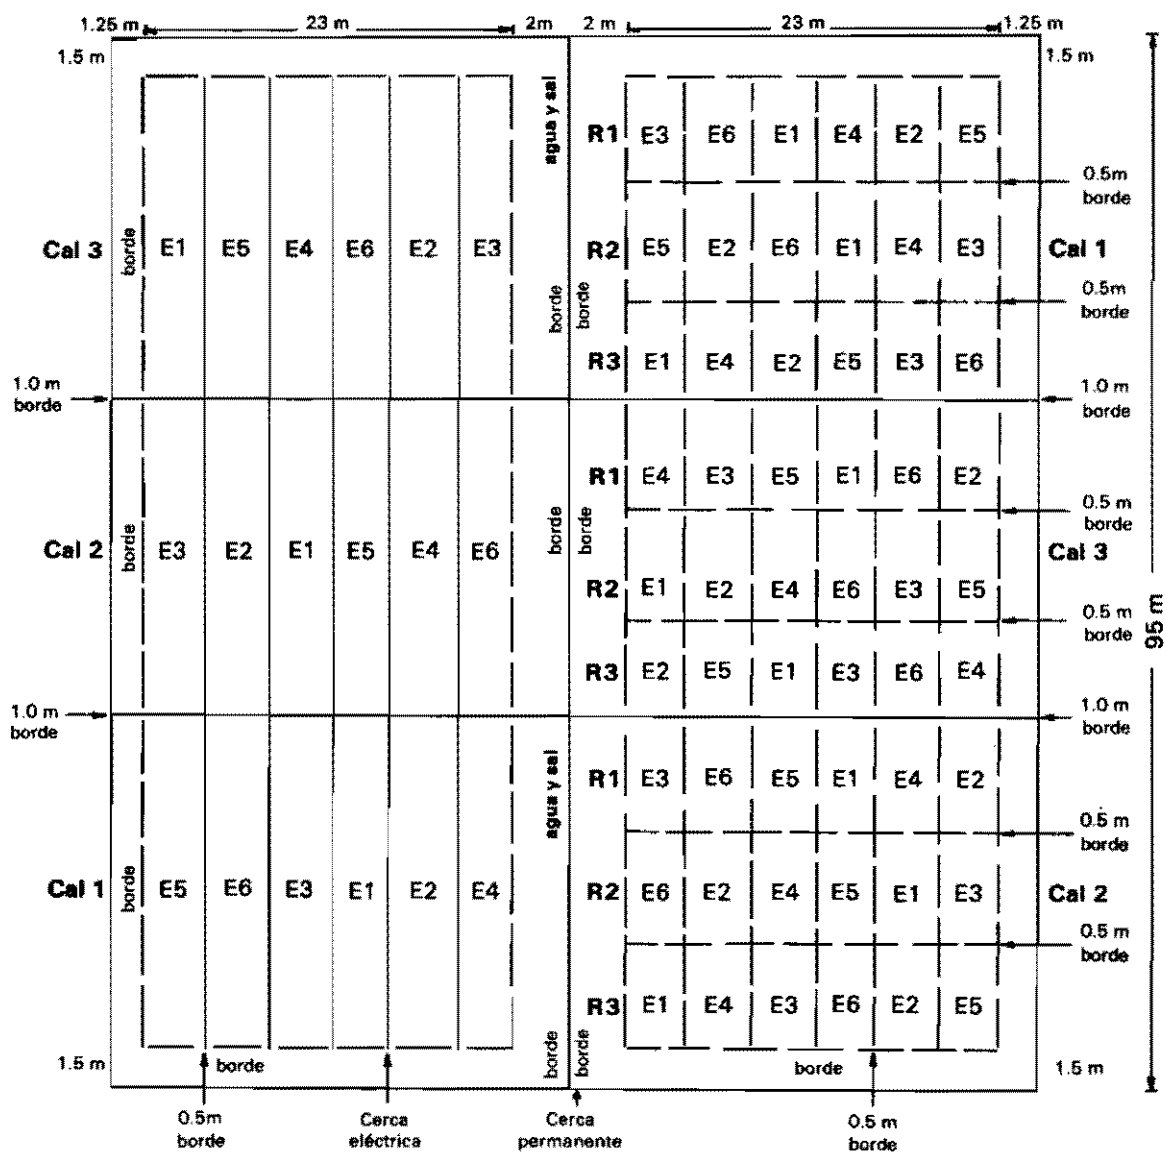 1.25 m 23 m 2m 2 m 23 m 1.25 m
1.5 m 1.5 m
agua y sal
R1 E3 E6 E1 E4 E2 E5
0.5m
borde
Cal 3 borde E1 E5 E4 E6 E2 E3 R2 E5 E2 E6 E1 E4 E3 Cal 1
borde borde
0.5m
borde
R3 E1 E4 E2 E5 E3 E6
1.0 m
borde
1.0 m
borde
R1 E4 E3 E5 E1 E6 E2
0.5 m
borde
Cal 2 borde E3 E2 E1 E5 E4 E6 borde borde Cal 3
R2 E1 E2 E4 E6 E3 E5
0.5 m
borde
95 m
R3 E2 E5 E1 E3 E6 E4
1.0 m
borde
1.0 m
borde
agua y sal
R1 E3 E6 E5 E1 E4 E2
0.5 m
borde
Cal 1 borde E5 E6 E3 E1 E2 E4 R2 E6 E2 E4 E5 E1 E3 Cal 2
0.5 m
borde
R3 E1 E4 E3 E6 E2 E5
borde borde
1.5 m borde borde 1.5 m
0.5m
borde
Cerca
eléctrica
Cerca
permanente
0.5 m
borde